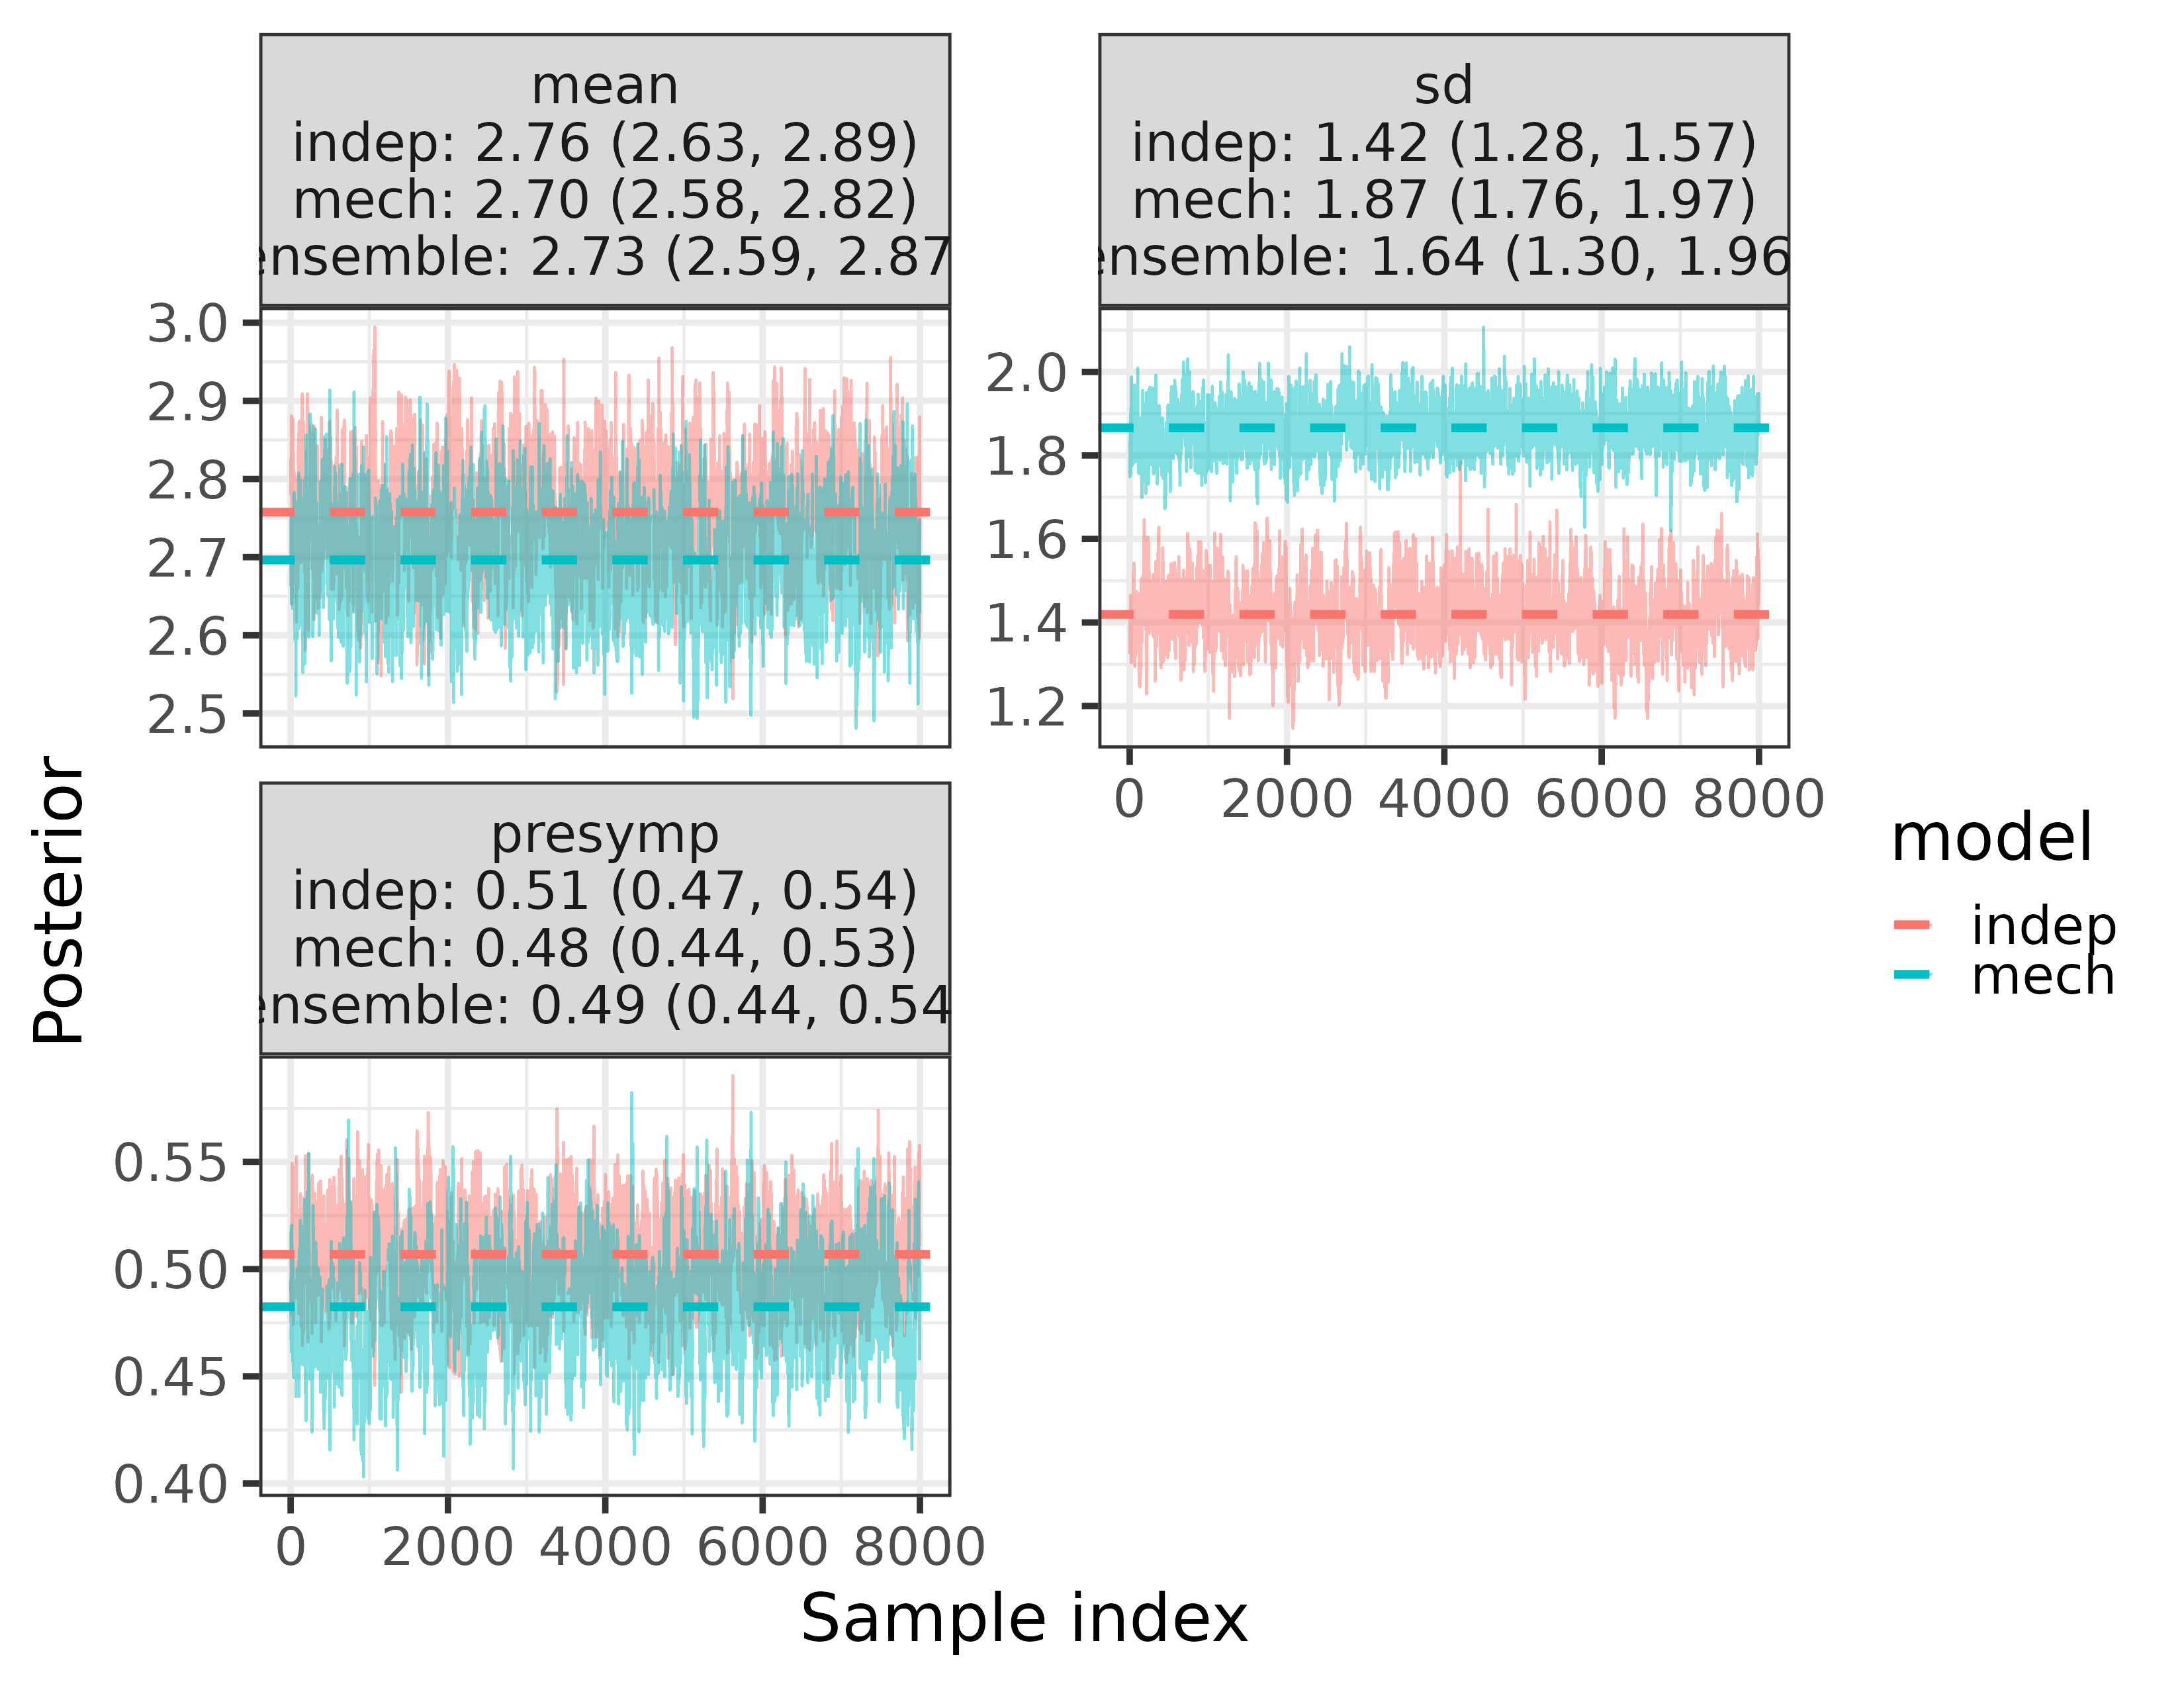 mean
indep: 2.76 (2.63, 2.89)
mech: 2.70 (2.58, 2.82)
ensemble: 2.73 (2.59, 2.87
3.0
2.9
2.8
2.7
2.6
2.5
sd
indep: 1.42 (1.28, 1.57)
mech: 1.87 (1.76, 1.97)
ensemble: 1.64 (1.30, 1.96
2.0
1.8
1.6
1.4
1.2
0 2000 4000 6000 8000
presymp
indep: 0.51 (0.47, 0.54)
mech: 0.48 (0.44, 0.53)
ensemble: 0.49 (0.44, 0.54
0.55
0.50
0.45
0.40
0 2000 4000 6000 8000
Posterior
Sample index
model
indep
mech